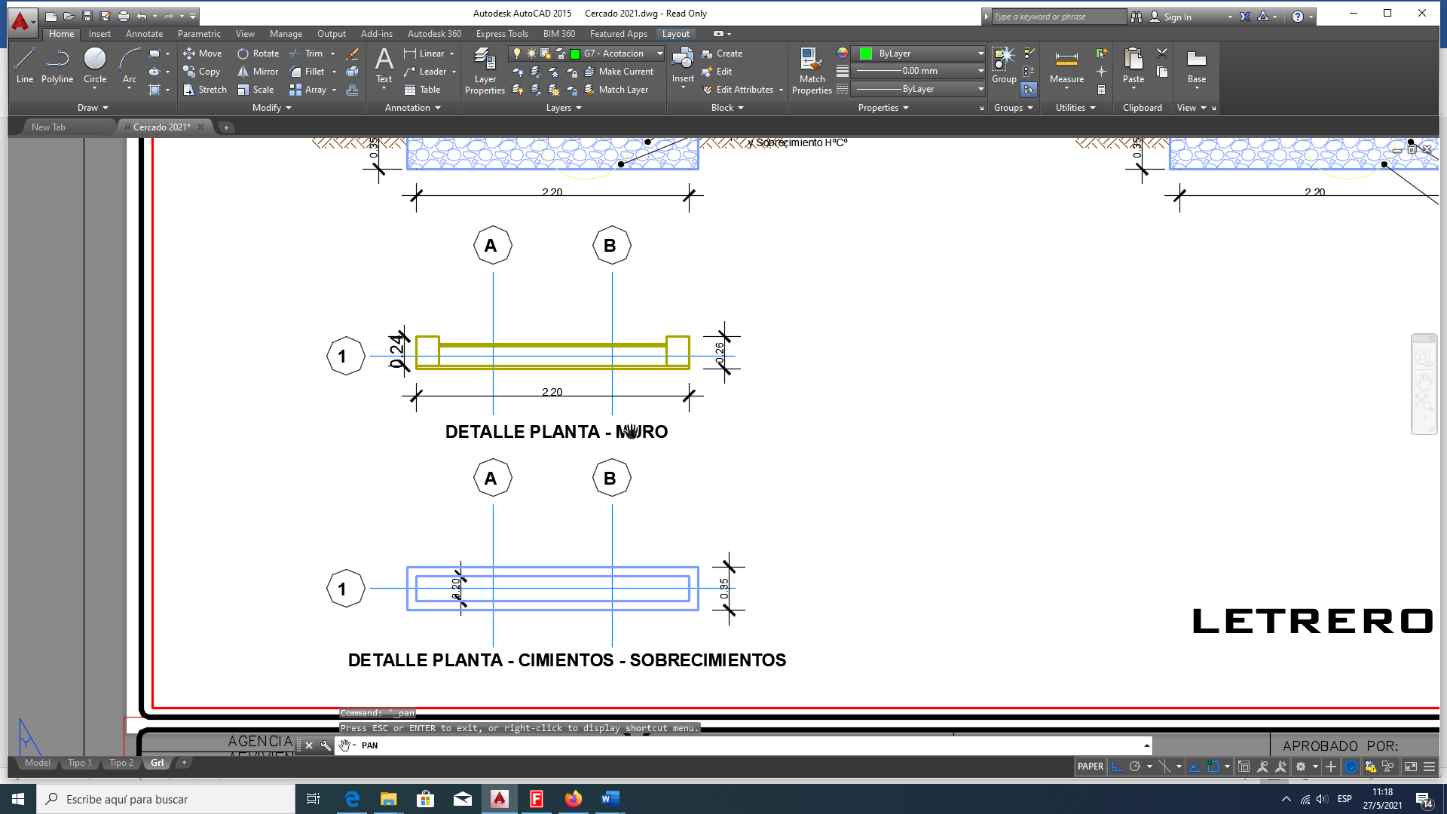 Autodesk AutoCAD 2015 Cercado 2021.dwg - Read Only
Type a keyword or phrase
Sign In
Home Insert Annotate Parametric View Manage Output Add-ins Autodesk 360 Express Tools BIM 360 Featured Apps Layout
Line Polyline Circle Arc
Draw
Move Rotate Trim
Copy Mirror Fillet
Stretch Scale Array
Modify
Text
Linear
Leader
Table
Annotation
Layer Properties
G7 - Acotacion
Make Current
Match Layer
Layers
Insert
Create
Edit
Edit Attributes
Block
Match Properties
ByLayer
0.00 mm
ByLayer
Properties
Group
Groups
Measure
Utilities
Paste
Clipboard
Base
View
New Tab
Cercado 2021*
0.35
y Sobrecimiento HºCº
0.35
2.20
2.20
A B
0.24
1
0.26
2.20
DETALLE PLANTA - MURO
A B
1
0.20
0.35
LETRERO
DETALLE PLANTA - CIMIENTOS - SOBRECIMIENTOS
Command: '_pan
Press ESC or ENTER to exit, or right-click to display shortcut menu.
AGENCIA
PAN
APROBADO POR:
Model Tipo 1 Tipo 2 Grl
PAPER
Escribe aquí para buscar
ESP
11:18
27/5/2021
14